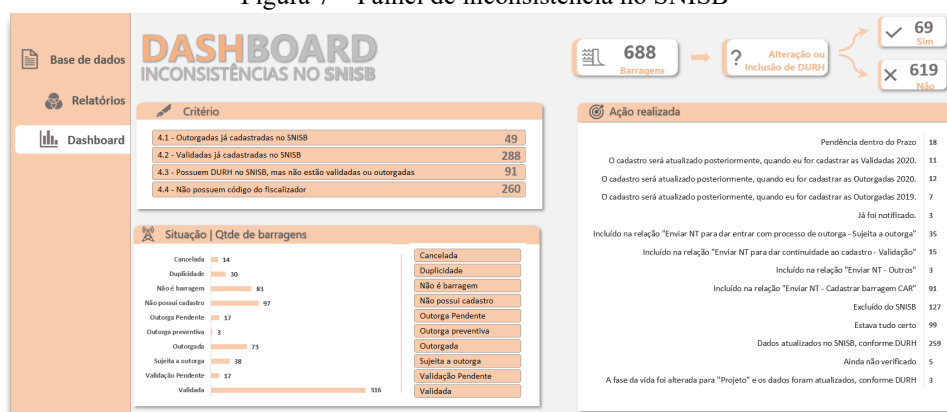 Figura 7 – Painel de inconsistência no SNISB
Base de dados
Relatórios
Dashboard
DASHBOARD
INCONSISTÊNCIAS NO SNISB
688
Barragens
?
Alteração ou
Inclusão de DURH
69
Sim
619
Não
Critério
4.1 - Outorgadas já cadastradas no SNISB 49
4.2 - Validadas já cadastradas no SNISB 288
4.3 - Possuem DURH no SNISB, mas não estão validadas ou outorgadas 91
4.4 - Não possuem código do fiscalizador 260
Situação | Qtde de barragens
Cancelada 14
Duplicidade 30
Não é barragem 83
Não possui cadastro 97
Outorga Pendente 17
Outorga preventiva 3
Outorgada 73
Sujeita a outorga 38
Validação Pendente 17
Validada 316
Cancelada
Duplicidade
Não é barragem
Não possui cadastro
Outorga Pendente
Outorga preventiva
Outorgada
Sujeita a outorga
Validação Pendente
Validada
Ação realizada
Pendência dentro do Prazo 18
O cadastro será atualizado posteriormente, quando eu for cadastrar as Validadas 2020. 11
O cadastro será atualizado posteriormente, quando eu for cadastrar as Outorgadas 2020. 12
O cadastro será atualizado posteriormente, quando eu for cadastrar as Outorgadas 2019. 7
Já foi notificado. 3
Incluído na relação "Enviar NT para dar entrar com processo de outorga - Sujeita a outorga" 35
Incluído na relação "Enviar NT para dar continuidade ao cadastro - Validação" 15
Incluído na relação "Enviar NT - Outros" 3
Incluído na relação "Enviar NT - Cadastrar barragem CAR" 91
Excluído do SNISB 127
Estava tudo certo 99
Dados atualizados no SNISB, conforme DURH 259
Ainda não verificado 5
A fase da vida foi alterada para "Projeto" e os dados foram atualizados, conforme DURH 3